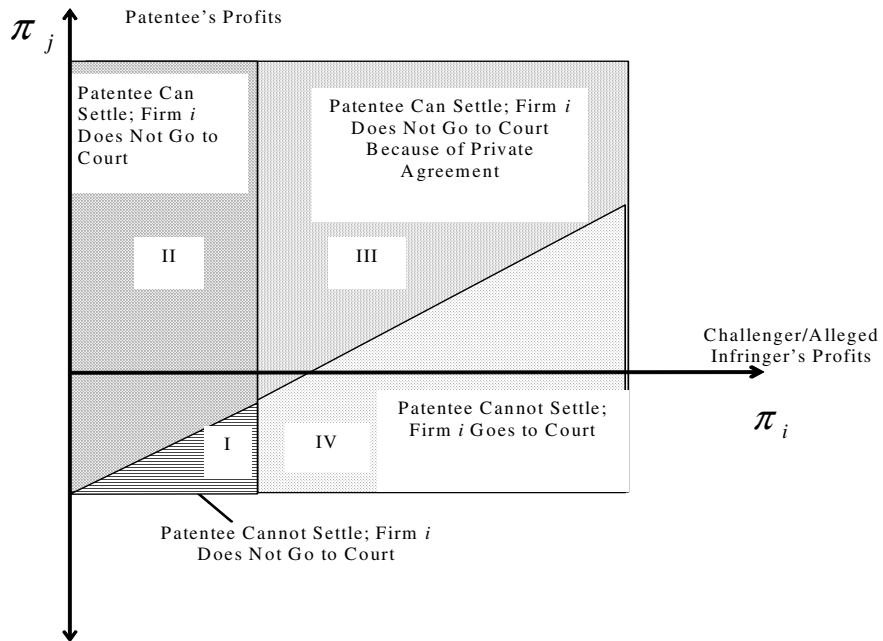 Patentee's Profits
π j
Patentee Can
Settle; Firm i
Does Not Go to
Court
Patentee Can Settle; Firm i
Does Not Go to Court
Because of Private
Agreement
II
III
Challenger/Alleged
Infringer's Profits
π i
Patentee Cannot Settle;
Firm i Goes to Court
I
IV
Patentee Cannot Settle; Firm i
Does Not Go to Court